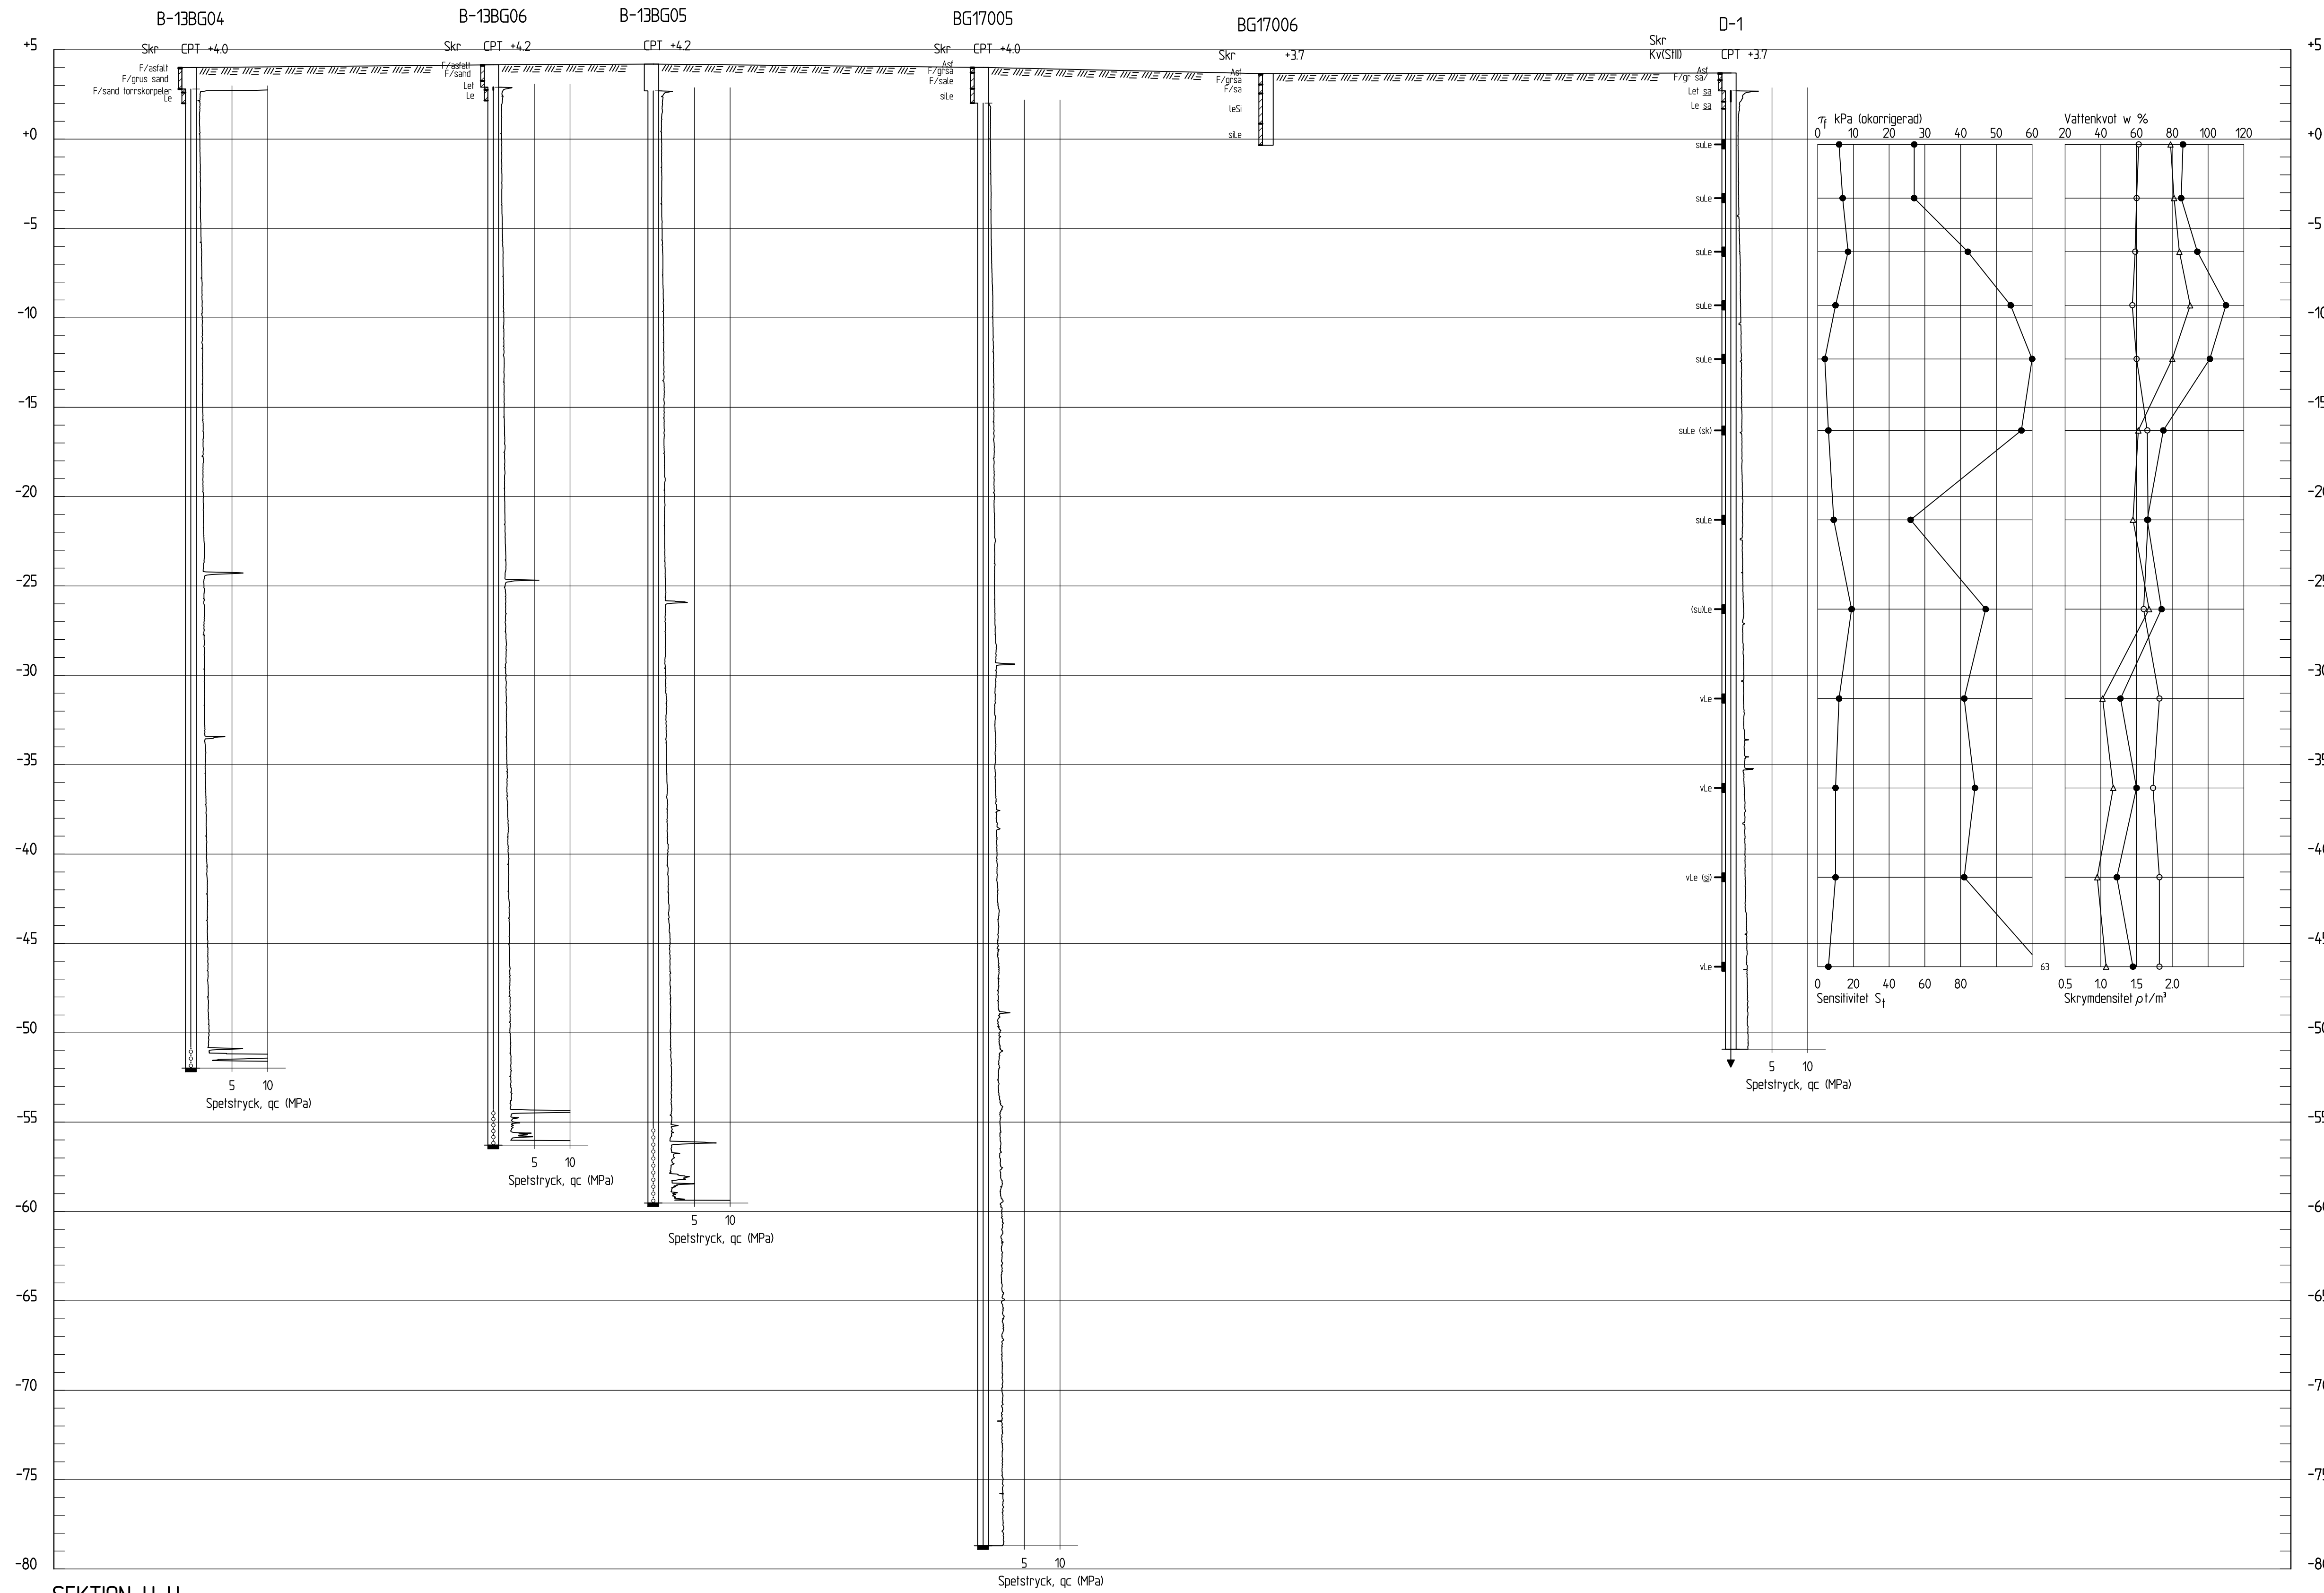 B-13BG04
B-13BG06
B-13BG05
BG17005
BG17006
D-1
Skr CPT +4.0
Skr CPT +4.2
CPT +4.2
Skr CPT +4.0
Skr +3.7
Skr
Kv(StII) CPT +3.7
F/asfalt
F/grus sand
F/sand torrskorpeler
Le
F/asfalt
F/sand
Let
Le
Asf
F/grsa
F/sale
siLe
Asf
F/grsa
F/sa
leSi
siLe
Asf
F/gr sa/
Let sa
Le sa
suLe
suLe
suLe
suLe
suLe
suLe (sk)
suLe
(su)Le
vLe
vLe
vLe (si)
vLe
τf kPa (okorrigerad)
0 10 20 30 40 50 60
Vattenkvot w %
20 40 60 80 100 120
63
0 20 40 60 80
Sensitivitet St
0.5 1.0 1.5 2.0
Skrymdensitet ρ t/m³
+5
+0
-5
-10
-15
-20
-25
-30
-35
-40
-45
-50
-55
-60
-65
-70
-75
-80
5 10
Spetstryck, qc (MPa)
5 10
Spetstryck, qc (MPa)
5 10
Spetstryck, qc (MPa)
5 10
Spetstryck, qc (MPa)
5 10
Spetstryck, qc (MPa)